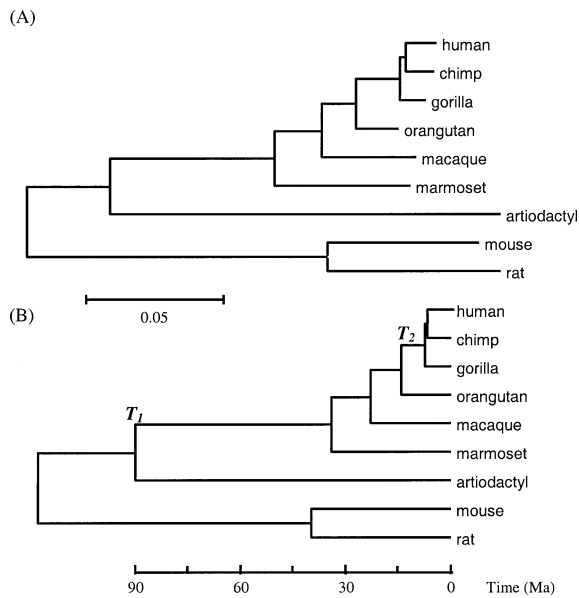 (A)
human
chimp
gorilla
orangutan
macaque
marmoset
artiodactyl
mouse
rat
0.05
(B)
human
T2
chimp
gorilla
orangutan
T1
macaque
marmoset
artiodactyl
mouse
rat
90 60 30 0 Time (Ma)